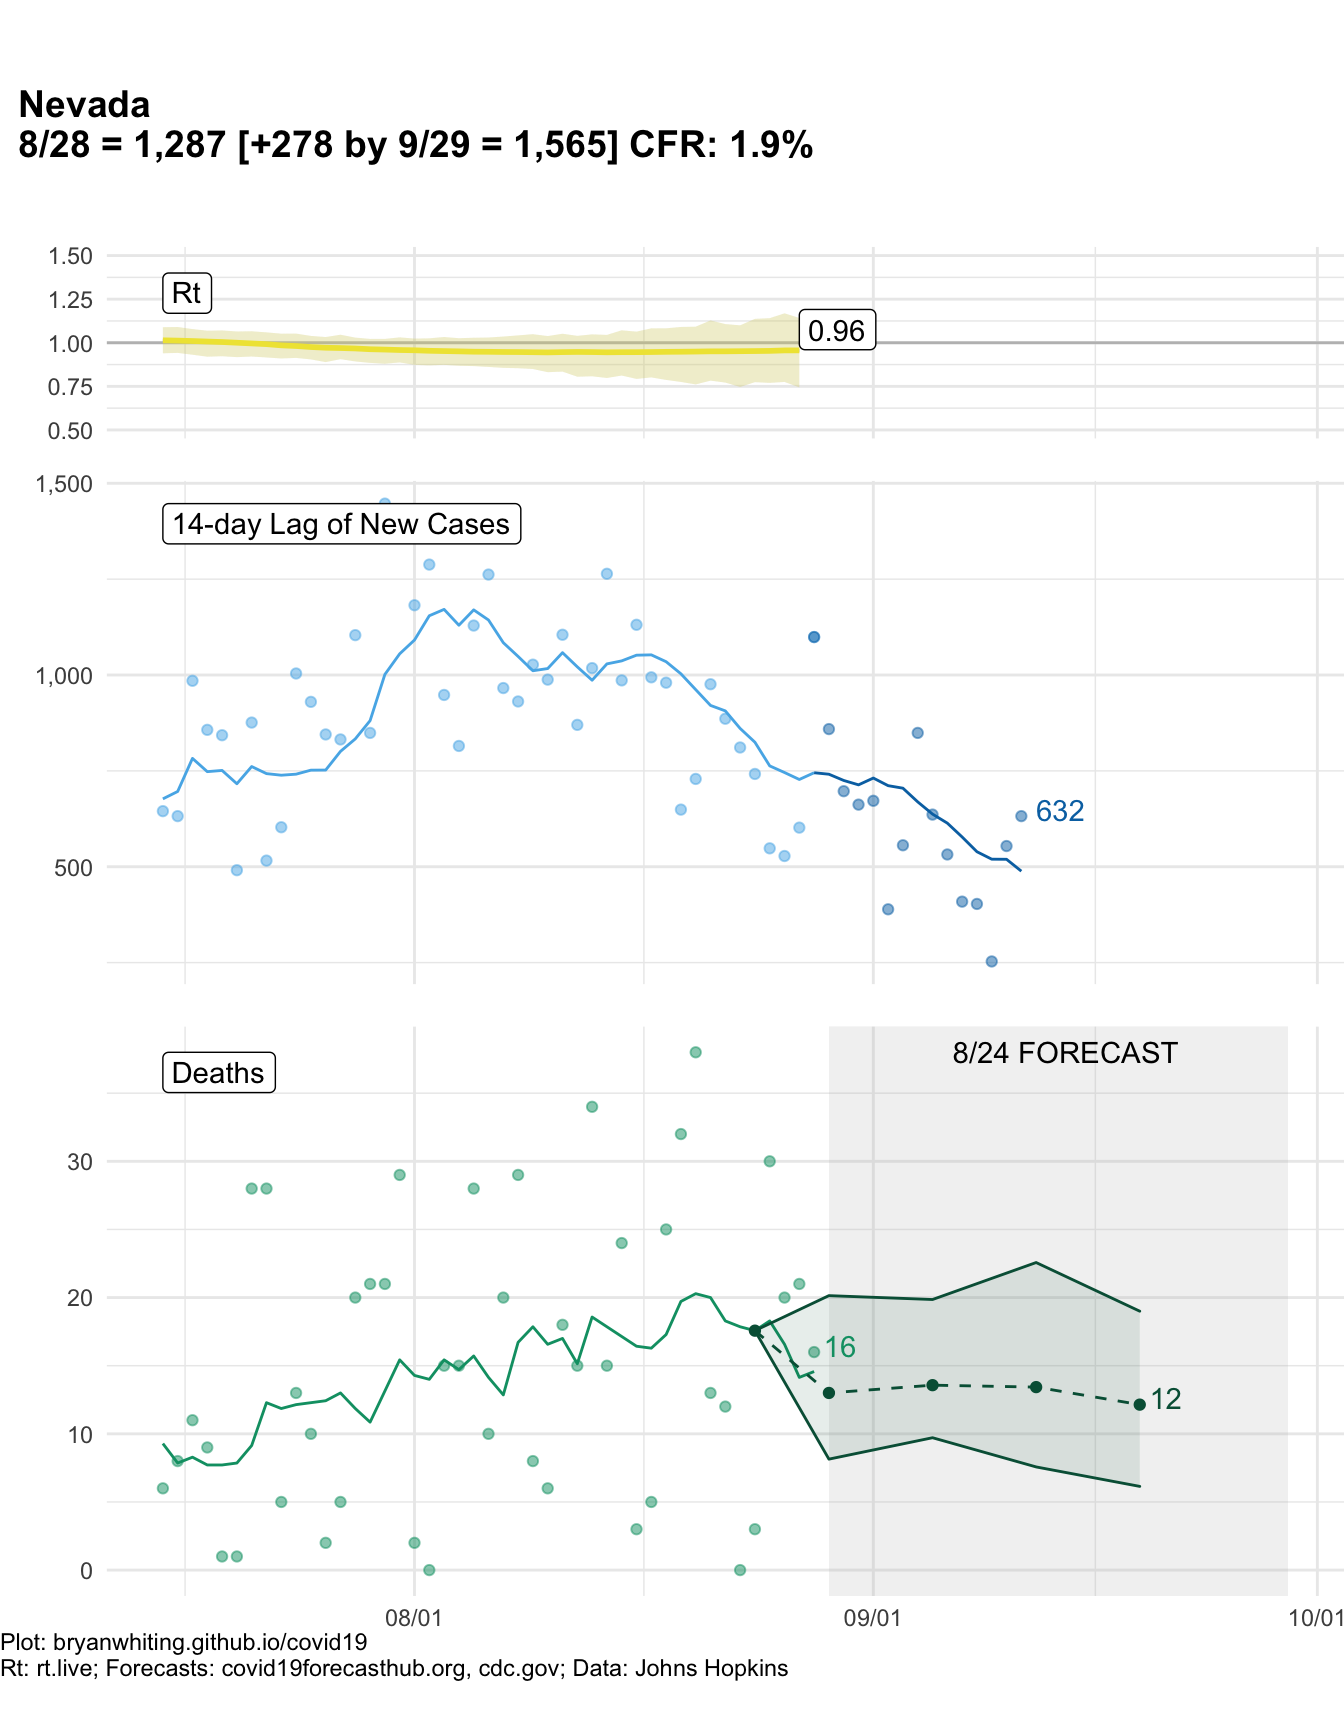 Nevada
8/28 = 1,287 [+278 by 9/29 = 1,565] CFR: 1.9%
1.50
Rt
1.25
0.96
1.00
0.75
0.50
1,500
14-day Lag of New Cases
1,000
632
500
8/24 FORECAST
Deaths
30
20
16
12
10
0
08/01 09/01 10/01
Plot: bryanwhiting.github.io/covid19
Rt: rt.live; Forecasts: covid19forecasthub.org, cdc.gov; Data: Johns Hopkins